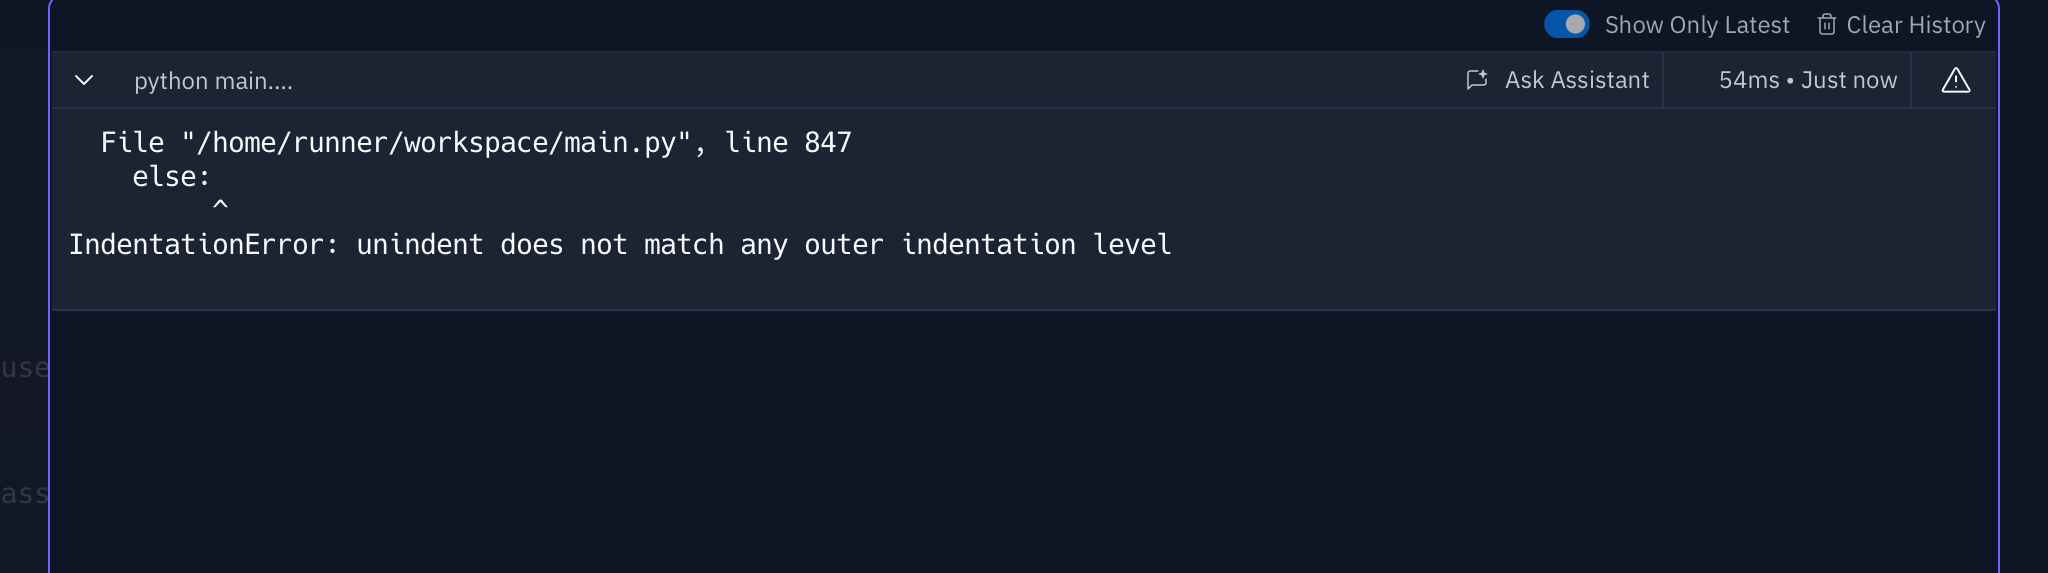 Show Only Latest Clear History
python main.... Ask Assistant 54ms • Just now
File "/home/runner/workspace/main.py", line 847
else:
^
IndentationError: unindent does not match any outer indentation level
use
ass